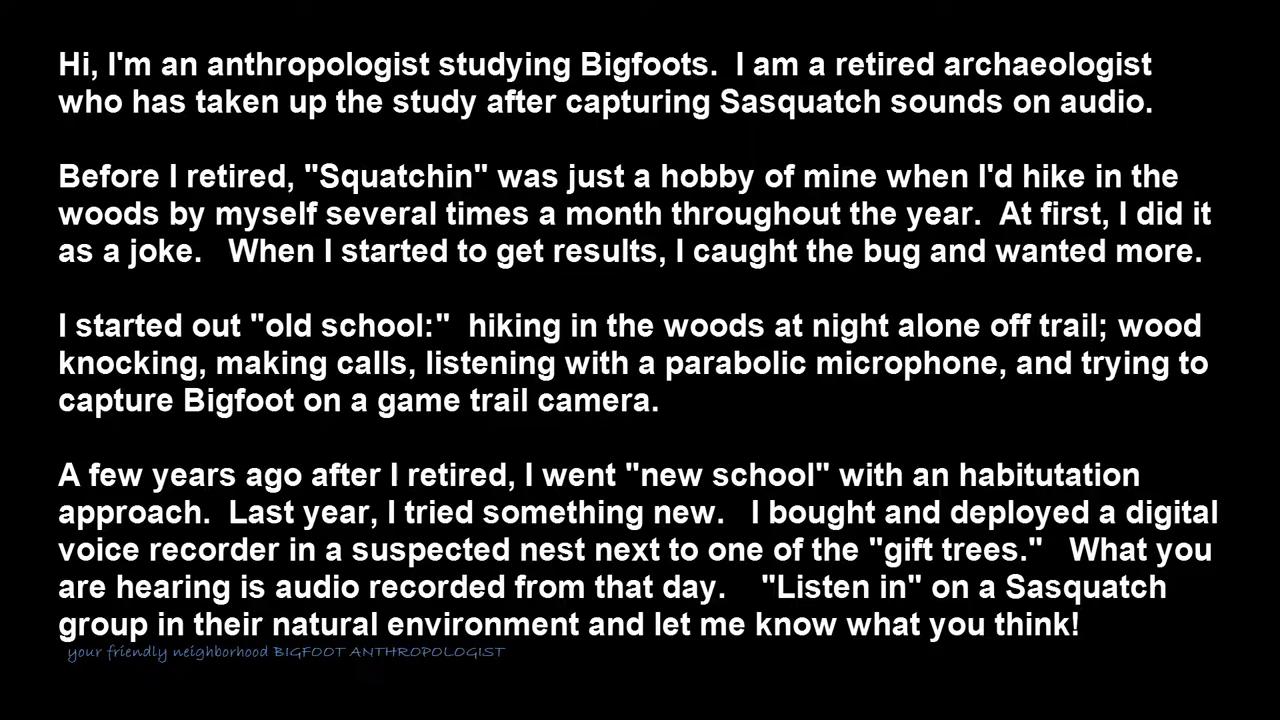 Hi, I'm an anthropologist studying Bigfoots.  I am a retired archaeologist
who has taken up the study after capturing Sasquatch sounds on audio.
Before I retired, "Squatchin" was just a hobby of mine when I'd hike in the
woods by myself several times a month throughout the year.  At first, I did it
as a joke.   When I started to get results, I caught the bug and wanted more.
I started out "old school:"  hiking in the woods at night alone off trail; wood
knocking, making calls, listening with a parabolic microphone, and trying to
capture Bigfoot on a game trail camera.
A few years ago after I retired, I went "new school" with an habitutation
approach.  Last year, I tried something new.   I bought and deployed a digital
voice recorder in a suspected nest next to one of the "gift trees."   What you
are hearing is audio recorded from that day.    "Listen in" on a Sasquatch
group in their natural environment and let me know what you think!
your friendly neighborhood BIGFOOT ANTHROPOLOGIST